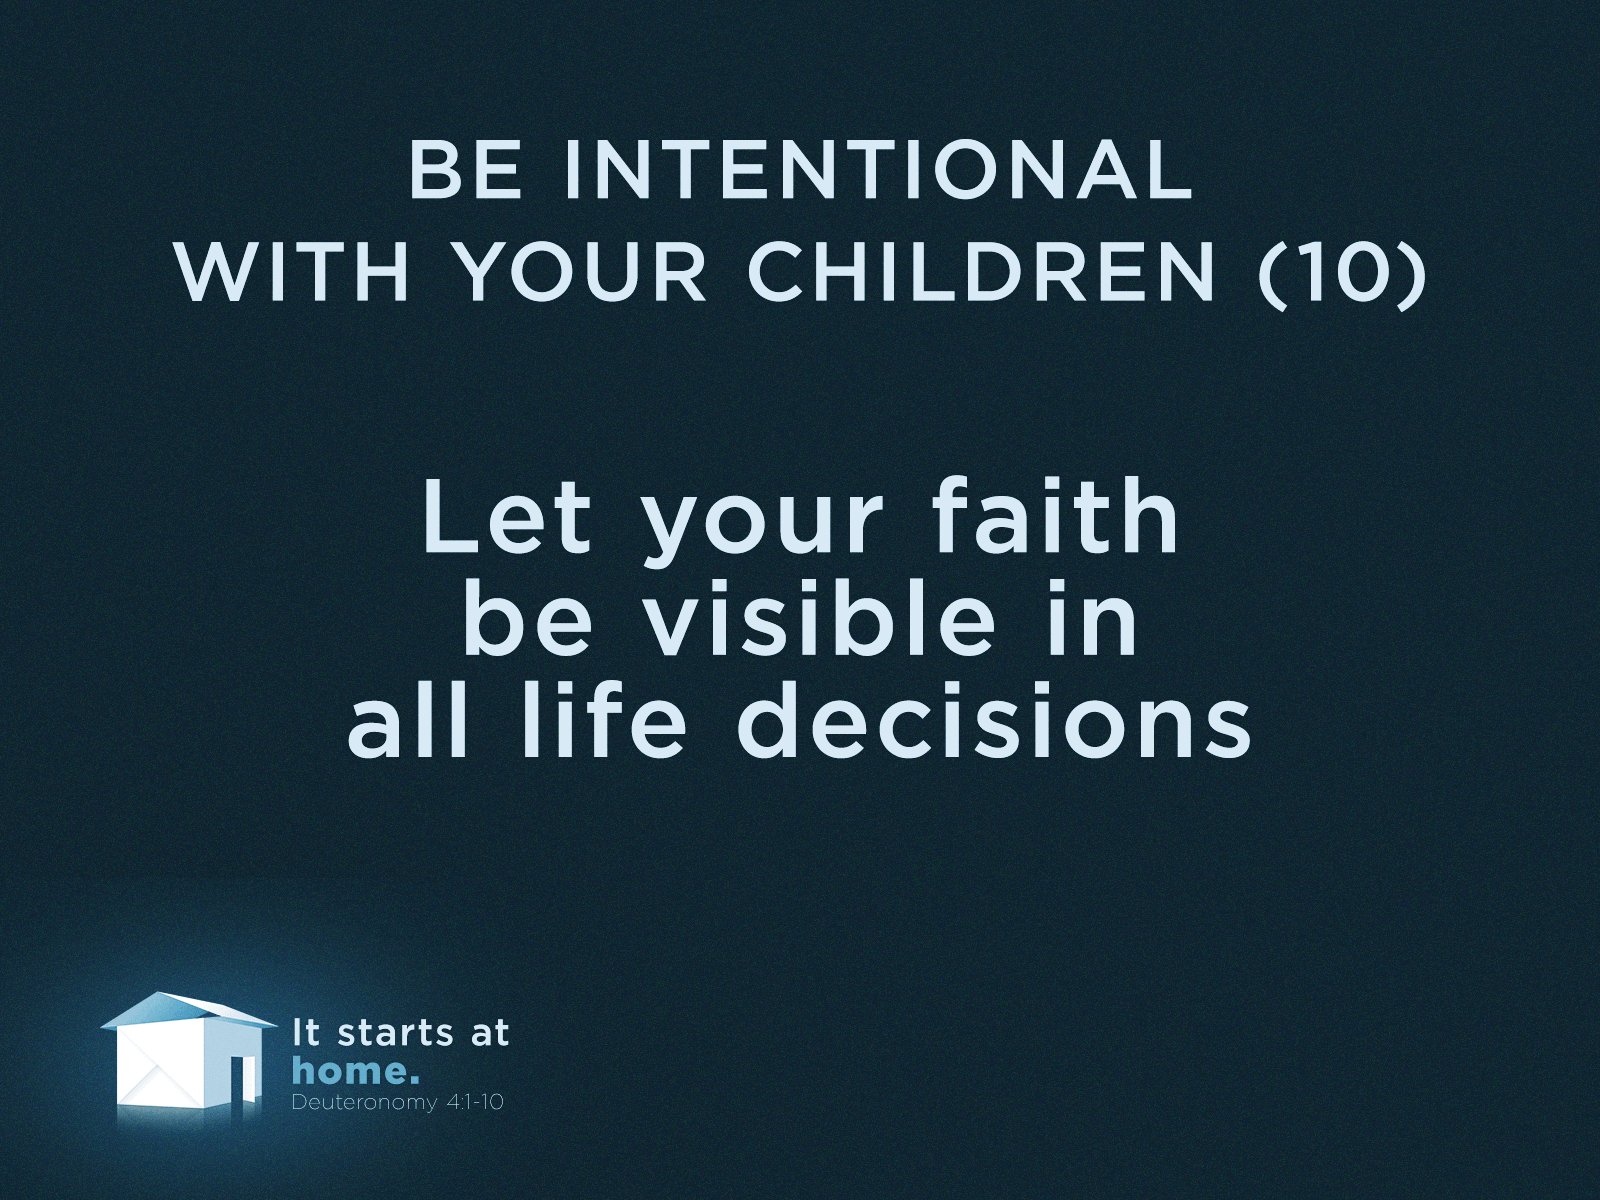 BE INTENTIONAL
WITH YOUR CHILDREN (10)
Let your faith
be visible in
all life decisions
It starts at
home.
Deuteronomy 4:1-10